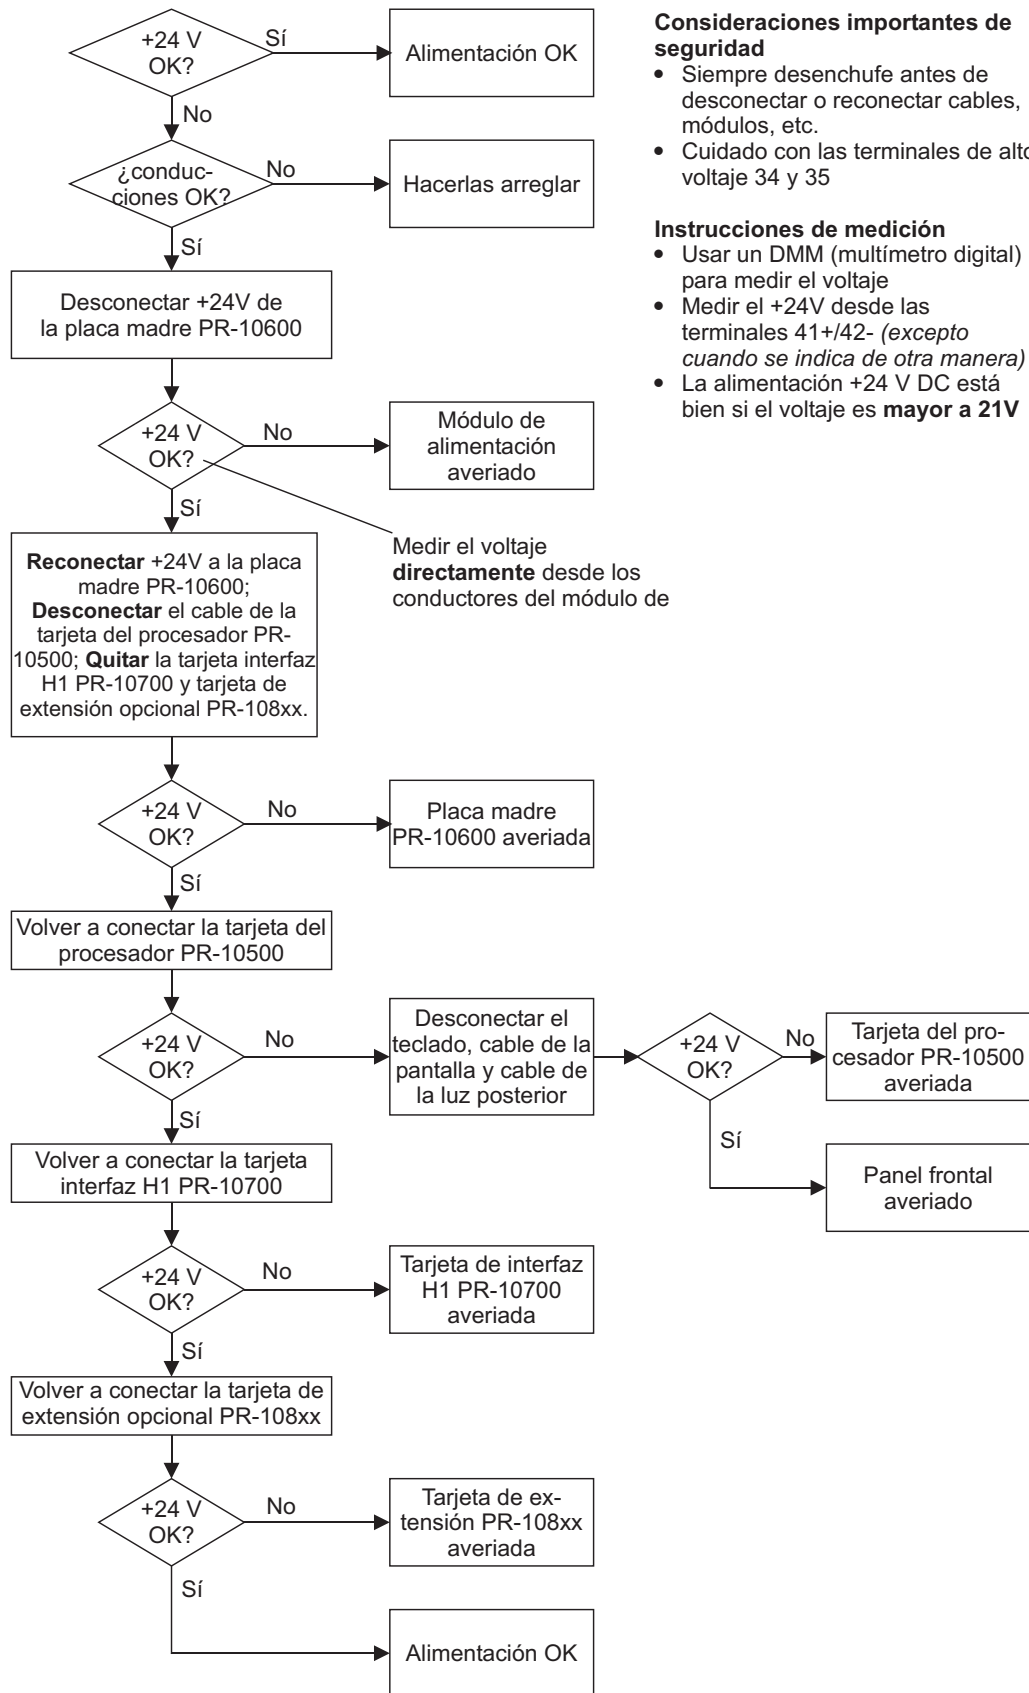 +24 V
OK?
Sí
Alimentación OK
No
¿conduc-
ciones OK?
No
Hacerlas arreglar
Sí
Desconectar +24V de
la placa madre PR-10600
+24 V
OK?
No
Módulo de
alimentación
averiado
Sí
Medir el voltaje
directamente desde los
conductores del módulo de
Reconectar +24V a la placa
madre PR-10600;
Desconectar el cable de la
tarjeta del procesador PR-
10500; Quitar la tarjeta interfaz
H1 PR-10700 y tarjeta de
extensión opcional PR-108xx.
+24 V
OK?
No
Placa madre
PR-10600 averiada
Sí
Volver a conectar la tarjeta del
procesador PR-10500
+24 V
OK?
No
Desconectar el
teclado, cable de la
pantalla y cable de
la luz posterior
+24 V
OK?
No
Tarjeta del pro-
cesador PR-10500
averiada
Sí
Panel frontal
averiado
Sí
Volver a conectar la tarjeta
interfaz H1 PR-10700
+24 V
OK?
No
Tarjeta de interfaz
H1 PR-10700
averiada
Sí
Volver a conectar la tarjeta de
extensión opcional PR-108xx
+24 V
OK?
No
Tarjeta de ex-
tensión PR-108xx
averiada
Sí
Alimentación OK
Consideraciones importantes de
seguridad
• Siempre desenchufe antes de
desconectar o reconectar cables,
módulos, etc.
• Cuidado con las terminales de alto
voltaje 34 y 35
Instrucciones de medición
• Usar un DMM (multímetro digital)
para medir el voltaje
• Medir el +24V desde las
terminales 41+/42- (excepto
cuando se indica de otra manera)
• La alimentación +24 V DC está
bien si el voltaje es mayor a 21V